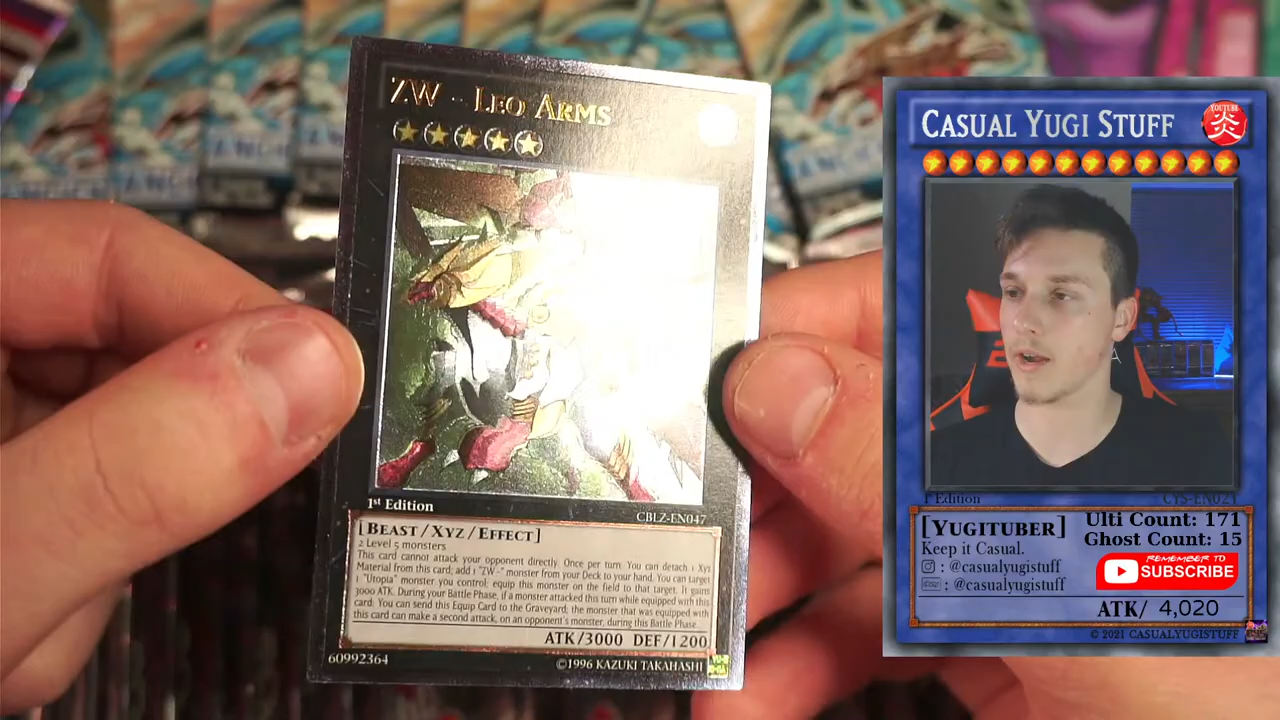 ZW - Leo Arms
1st Edition
CBLZ-EN047
[Beast/Xyz/Effect]
2 Level 5 monsters
This card cannot attack your opponent directly. Once per turn: You can detach 1 Xyz
Material from this card; add 1 "ZW -" monster from your Deck to your hand. You can target
1 "Utopia" monster you control; equip this monster on the field to that target. It gains
3000 ATK. During your Battle Phase, if a monster attacked this turn while equipped with this
card: You can send this Equip Card to the Graveyard; the monster that was equipped with
this card can make a second attack, on an opponent's monster, during this Battle Phase.
ATK/3000 DEF/1200
60992364
©1996 KAZUKI TAKAHASHI
Casual Yugi Stuff
YOUTUBE
炎
1st Edition
CYS-EN021
[Yugituber]
Keep it Casual.
: @casualyugistuff
: @casualyugistuff
Ulti Count: 171
Ghost Count: 15
REMEMBER TO
SUBSCRIBE
ATK/ 4,020
© 2021 CASUALYUGISTUFF